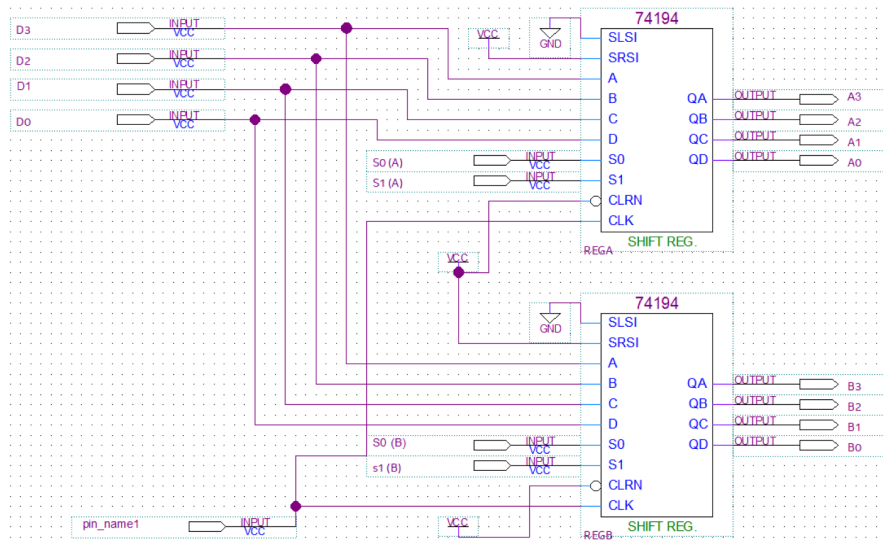 74194
D3 INPUT VCC
VCC
GND
SLSI
SRSI
D2 INPUT VCC
A
D1 INPUT VCC
B QA OUTPUT A3
D0 INPUT VCC
C QB OUTPUT A2
D QC OUTPUT A1
S0 (A) INPUT VCC S0 QD OUTPUT A0
S1 (A) INPUT VCC S1
CLRN
CLK
SHIFT REG.
REGA
VCC
74194
GND
SLSI
SRSI
A
B QA OUTPUT B3
C QB OUTPUT B2
D QC OUTPUT B1
S0 (B) INPUT VCC S0 QD OUTPUT B0
s1 (B) INPUT VCC S1
CLRN
CLK
pin_name1 INPUT VCC
VCC
SHIFT REG.
REGB